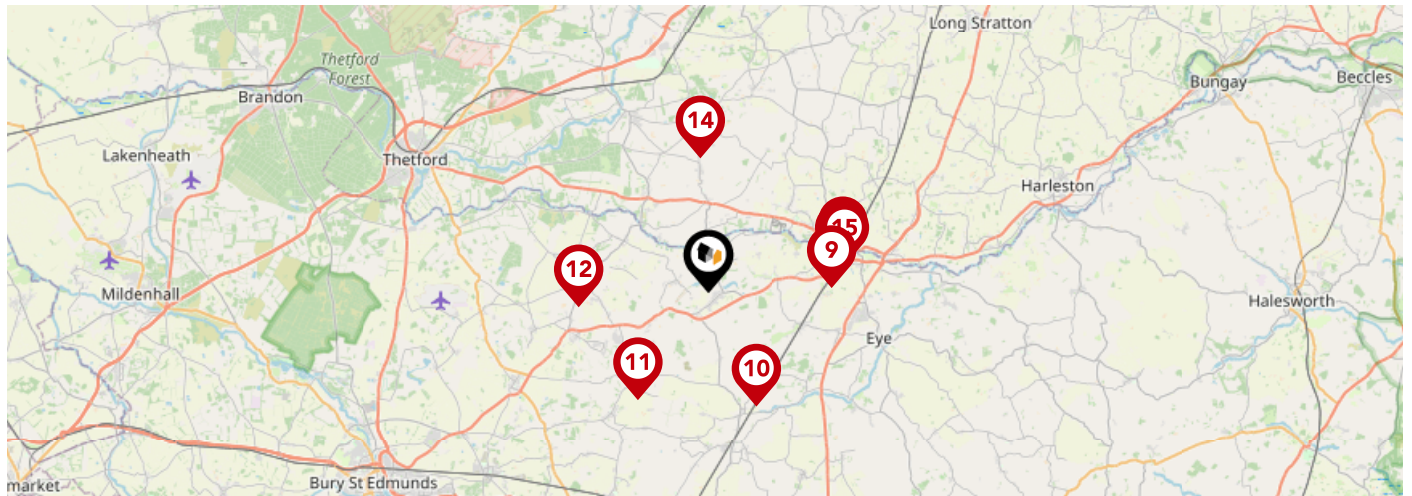 Long Stratton
Thetford
Forest
Bungay
Beccles
Brandon
14
Lakenheath
Thetford
Harleston
15
9
12
Mildenhall
Halesworth
Eye
11
10
Bury St Edmunds
market